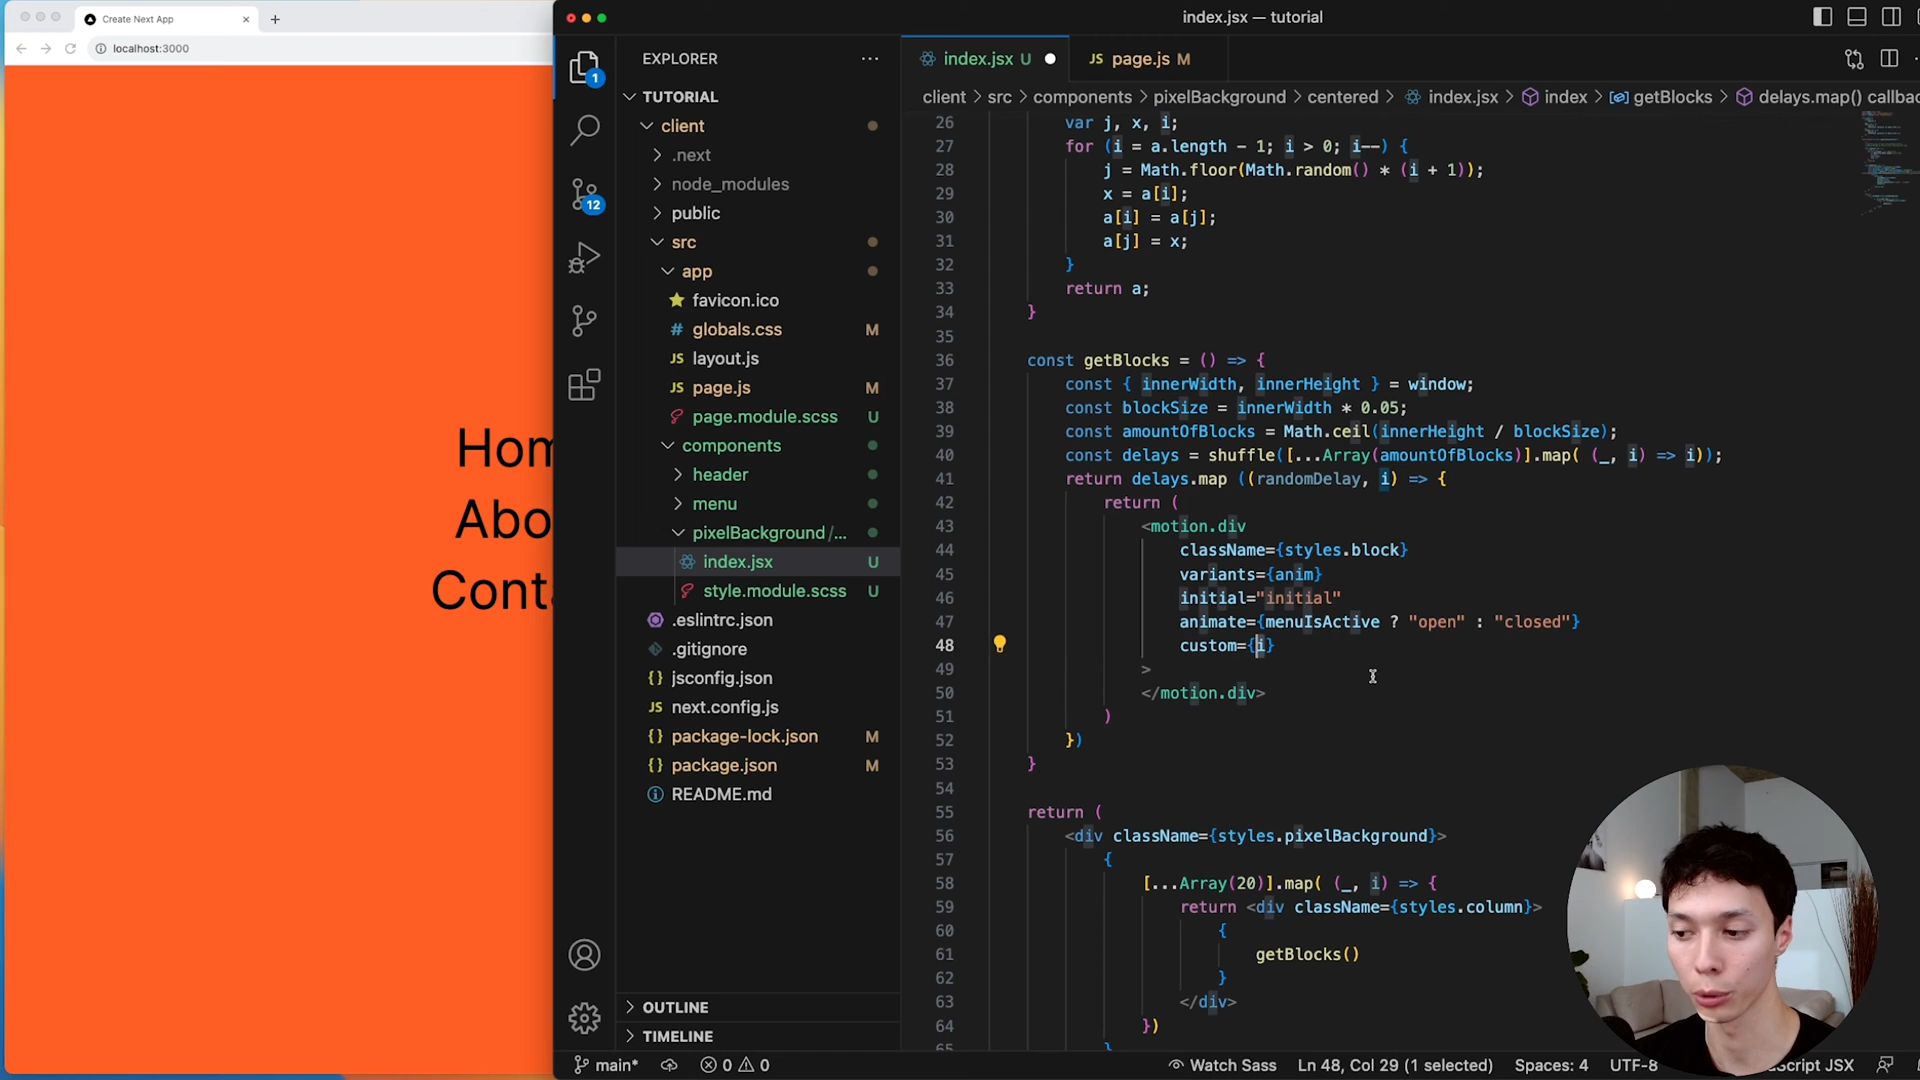 Create Next App
localhost:3000
Hom
Abo
Conta
index.jsx — tutorial
1
12
EXPLORER
TUTORIAL
client
.next
node_modules
public
src
app
favicon.ico
globals.css M
layout.js
page.js M
page.module.scss U
components
header
menu
pixelBackground/...
index.jsx U
style.module.scss U
.eslintrc.json
.gitignore
jsconfig.json
next.config.js
package-lock.json M
package.json M
README.md
OUTLINE
TIMELINE
index.jsx U
page.js M
client > src > components > pixelBackground > centered > index.jsx > index > getBlocks > delays.map() callbac
26 var j, x, i;
27 for (i = a.length - 1; i > 0; i--) {
28 j = Math.floor(Math.random() * (i + 1));
29 x = a[i];
30 a[i] = a[j];
31 a[j] = x;
32 }
33 return a;
34 }
35
36 const getBlocks = () => {
37 const { innerWidth, innerHeight } = window;
38 const blockSize = innerWidth * 0.05;
39 const amountOfBlocks = Math.ceil(innerHeight / blockSize);
40 const delays = shuffle([...Array(amountOfBlocks)].map( (_, i) => i));
41 return delays.map ((randomDelay, i) => {
42 return (
43 <motion.div
44 className={styles.block}
45 variants={anim}
46 initial="initial"
47 animate={menuIsActive ? "open" : "closed"}
48 custom={i}
49 >
50 </motion.div>
51 )
52 })
53 }
54
55 return (
56 <div className={styles.pixelBackground}>
57 {
58 [...Array(20)].map( (_, i) => {
59 return <div className={styles.column}>
60 {
61 getBlocks()
62 }
63 </div>
64 })
65 }
main* 0 0 Watch Sass Ln 48, Col 29 (1 selected) Spaces: 4 UTF-8 Script JSX